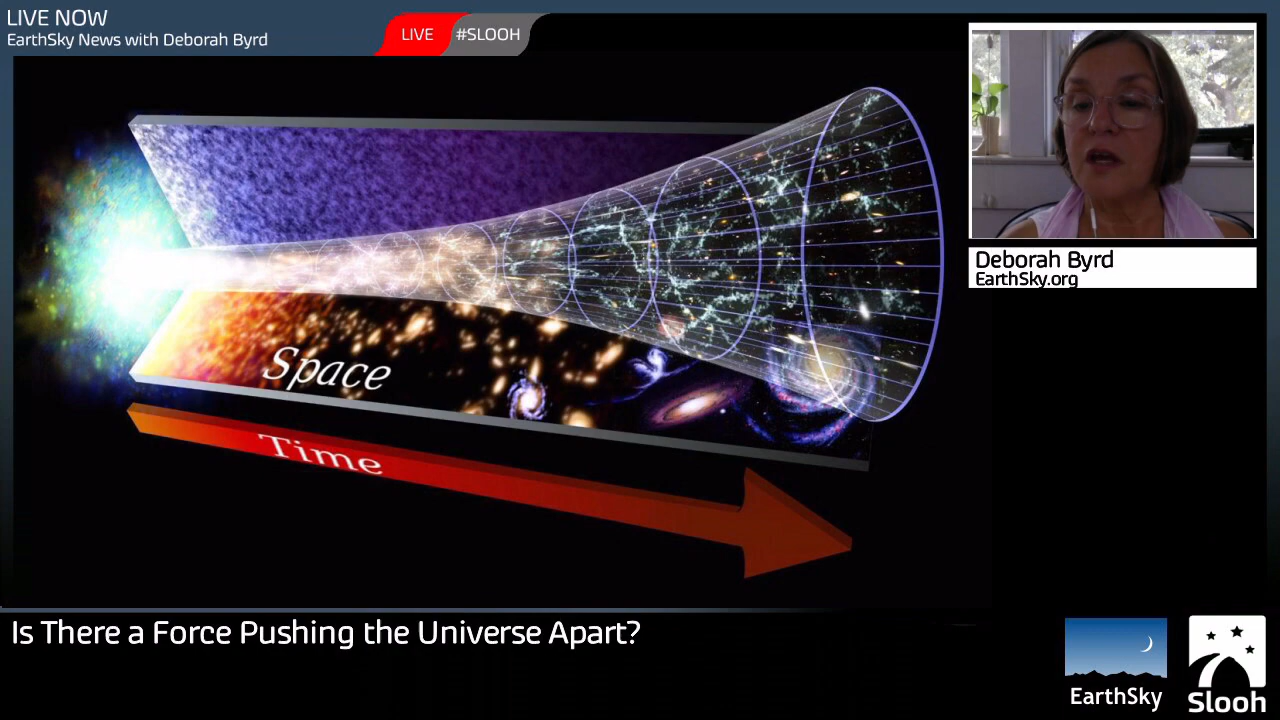 LIVE NOW
EarthSky News with Deborah Byrd
LIVE
#SLOOH
Deborah Byrd
EarthSky.org
Space
Time
Is There a Force Pushing the Universe Apart?
EarthSky
Slooh